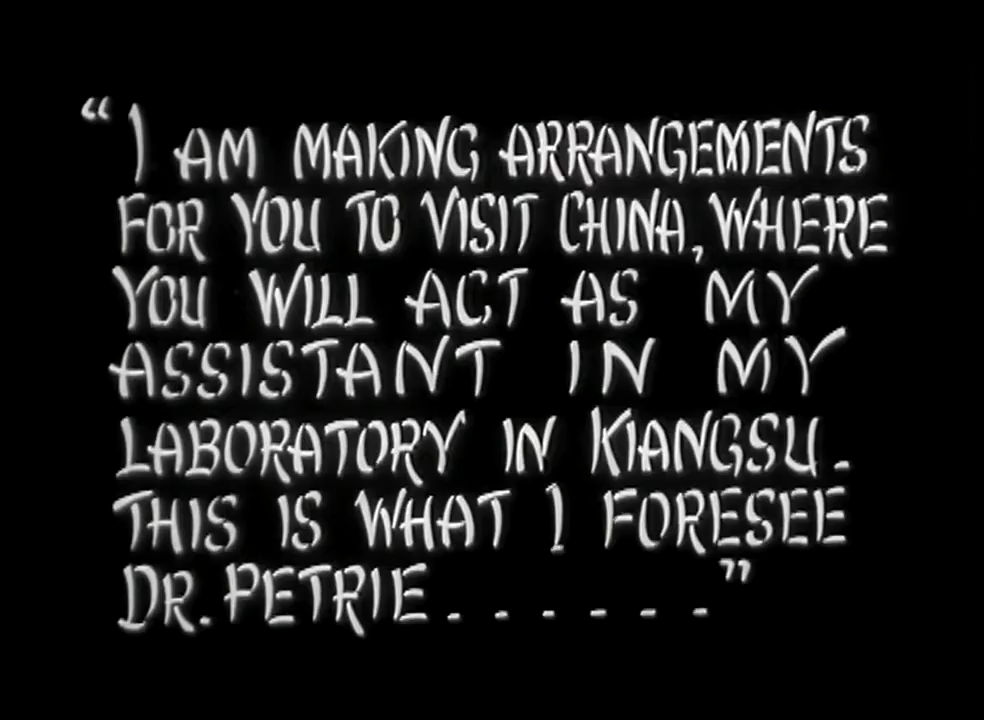 “I AM MAKING ARRANGEMENTS
FOR YOU TO VISIT CHINA, WHERE
YOU WILL ACT AS MY
ASSISTANT IN MY
LABORATORY IN KIANGSU.
THIS IS WHAT I FORESEE
DR. PETRIE . . . . . .”